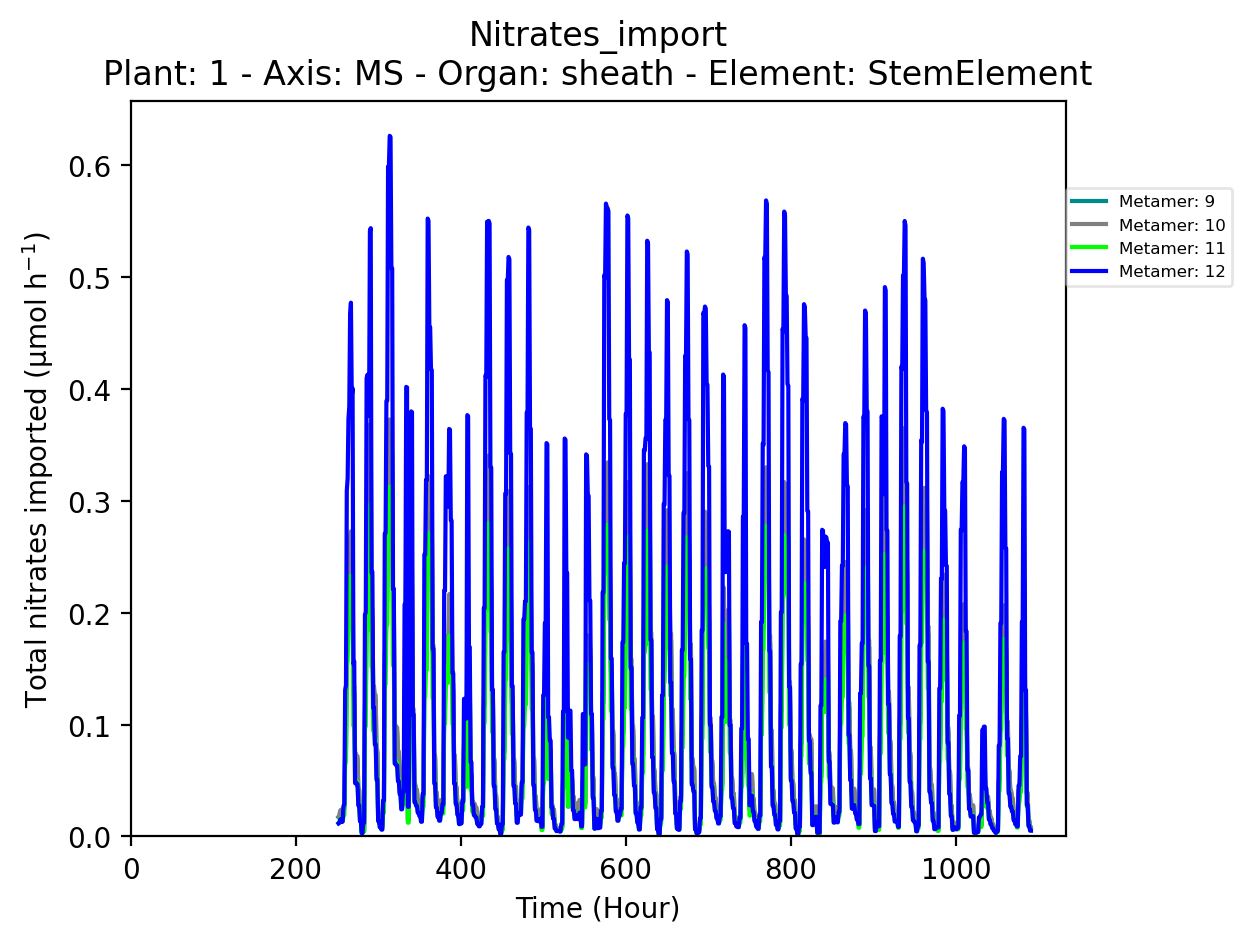 Nitrates_import
Plant: 1 - Axis: MS - Organ: sheath - Element: StemElement
Total nitrates imported (µmol h⁻¹)
0.6
0.5
0.4
0.3
0.2
0.1
0.0
0 200 400 600 800 1000
Time (Hour)
Metamer: 9
Metamer: 10
Metamer: 11
Metamer: 12